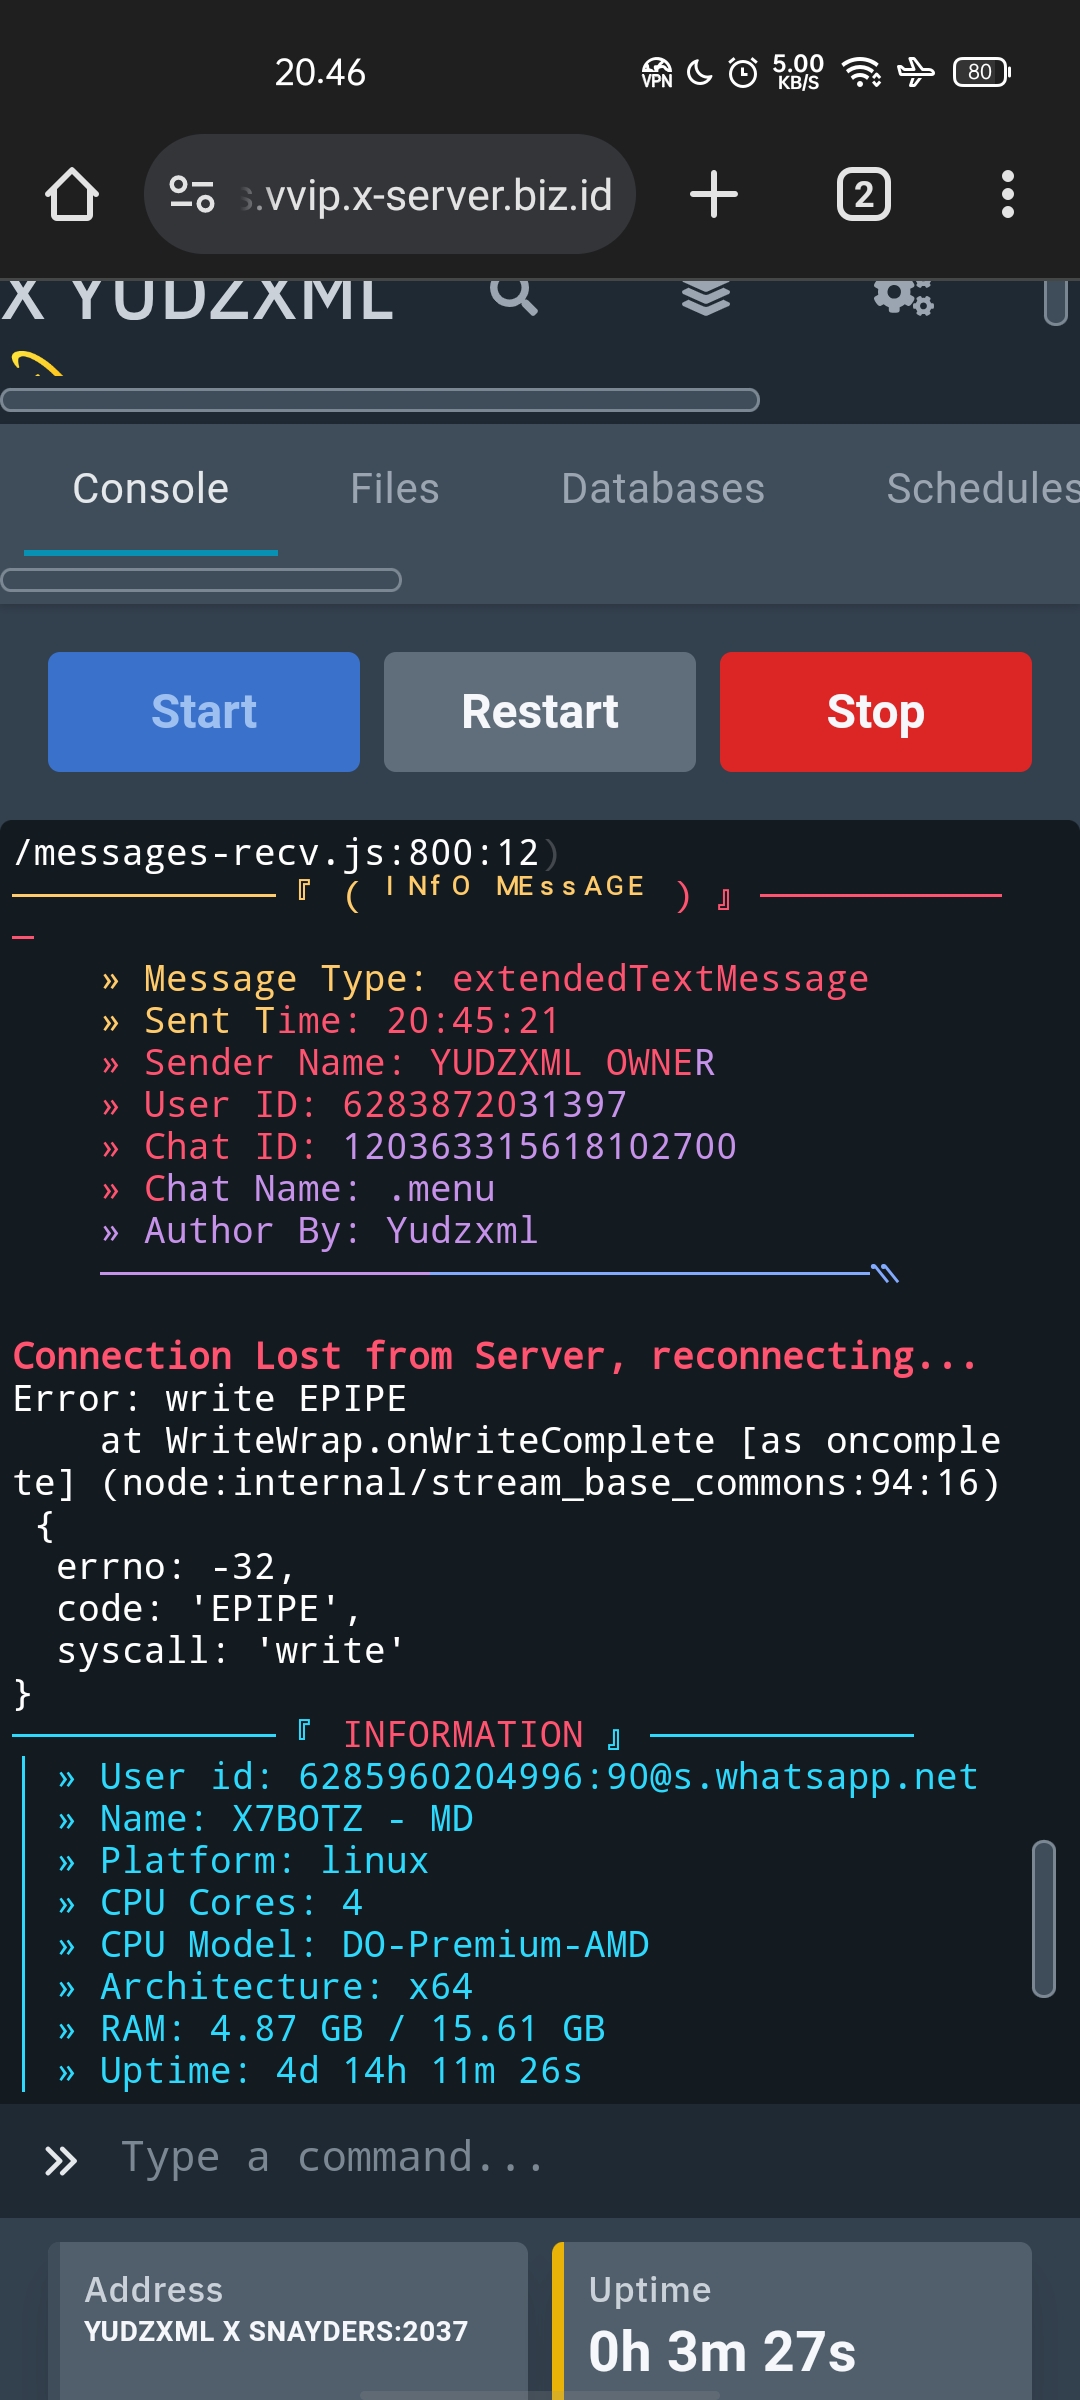 20.46
VPN 5.00 KB/S 80
s.vvip.x-server.biz.id 2
X YUDZXML
Console Files Databases Schedules
Start Restart Stop
/messages-recv.js:800:12)
『 ( ᴵ ᴺᶠ ᴼ ᴹᴱ ˢ ˢ ᴬᴳᴱ ) 』
» Message Type: extendedTextMessage
» Sent Time: 20:45:21
» Sender Name: YUDZXML OWNER
» User ID: 6283872031397
» Chat ID: 120363315618102700
» Chat Name: .menu
» Author By: Yudzxml
Connection Lost from Server, reconnecting...
Error: write EPIPE
at WriteWrap.onWriteComplete [as oncomple
te] (node:internal/stream_base_commons:94:16)
{
errno: -32,
code: 'EPIPE',
syscall: 'write'
}
『 INFORMATION 』
» User id: 6285960204996:90@s.whatsapp.net
» Name: X7BOTZ - MD
» Platform: linux
» CPU Cores: 4
» CPU Model: DO-Premium-AMD
» Architecture: x64
» RAM: 4.87 GB / 15.61 GB
» Uptime: 4d 14h 11m 26s
» Type a command...
Address
YUDZXML X SNAYDERS:2037
Uptime
0h 3m 27s